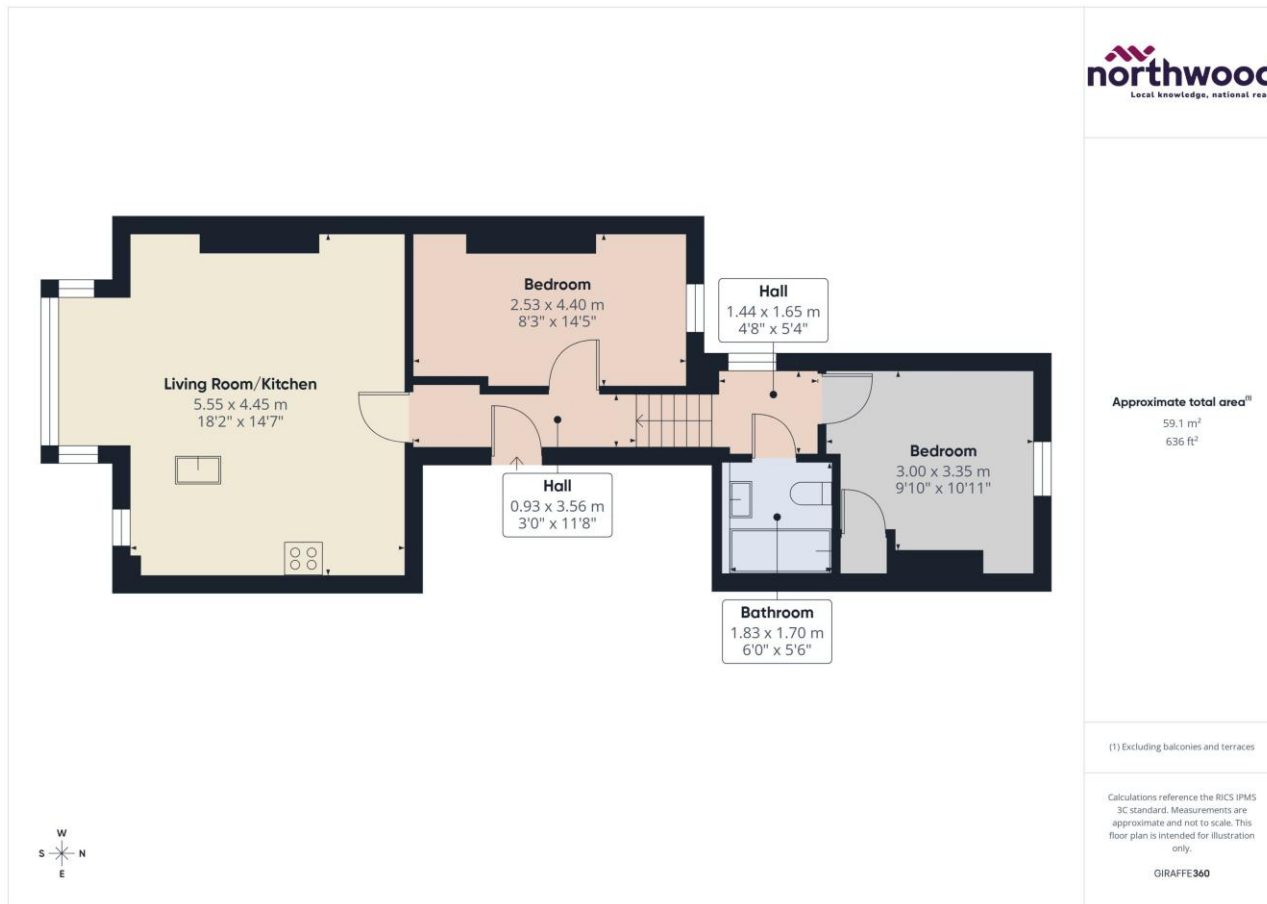 northwood
Local knowledge, national rea
Bedroom
2.53 x 4.40 m
8'3" x 14'5"
Hall
1.44 x 1.65 m
4'8" x 5'4"
Living Room/Kitchen
5.55 x 4.45 m
18'2" x 14'7"
Approximate total area(1)
59.1 m²
636 ft²
Bedroom
3.00 x 3.35 m
9'10" x 10'11"
Hall
0.93 x 3.56 m
3'0" x 11'8"
Bathroom
1.83 x 1.70 m
6'0" x 5'6"
(1) Excluding balconies and terraces
Calculations reference the RICS IPMS
3C standard. Measurements are
approximate and not to scale. This
floor plan is intended for illustration
only.
GIRAFFE360
W
S N
E